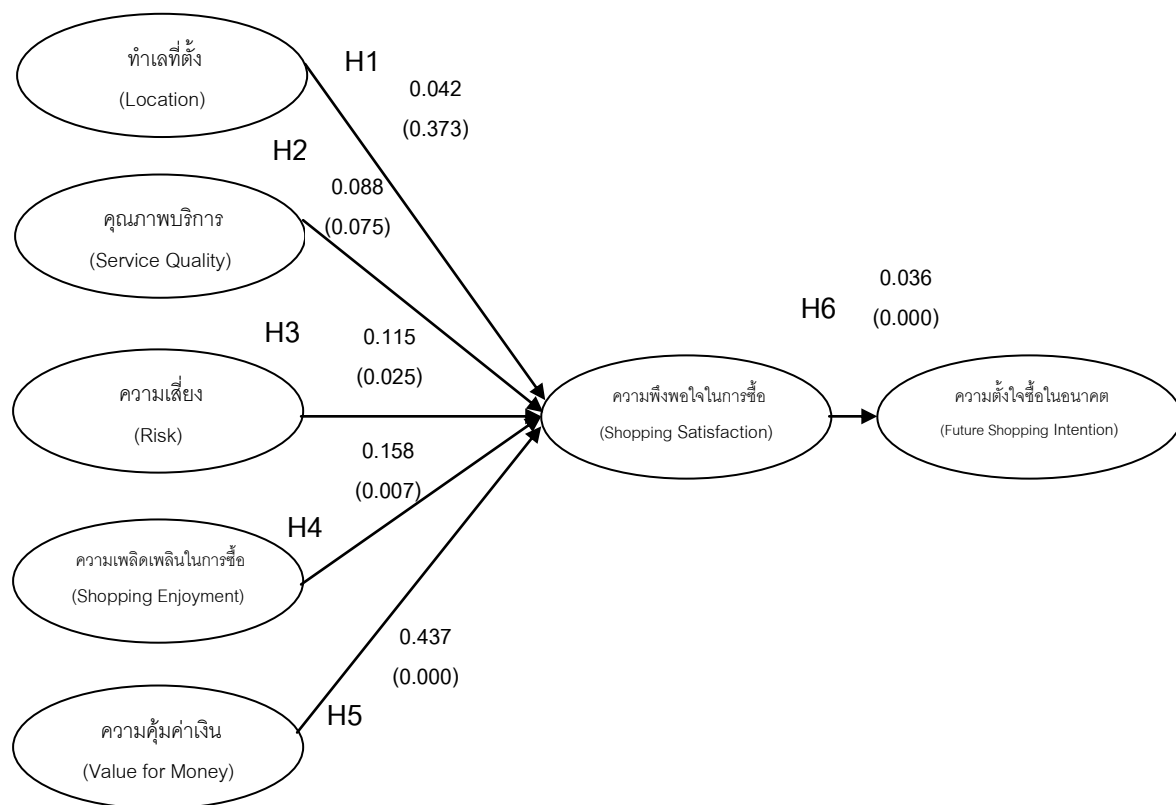 ทำเลที่ตั้ง
(Location)
H1
0.042
(0.373)
H2
0.088
(0.075)
คุณภาพบริการ
(Service Quality)
H3
0.115
(0.025)
ความเสี่ยง
(Risk)
H6
0.036
(0.000)
ความพึงพอใจในการซื้อ
(Shopping Satisfaction)
ความตั้งใจซื้อในอนาคต
(Future Shopping Intention)
0.158
(0.007)
H4
ความเพลิดเพลินในการซื้อ
(Shopping Enjoyment)
0.437
(0.000)
H5
ความคุ้มค่าเงิน
(Value for Money)